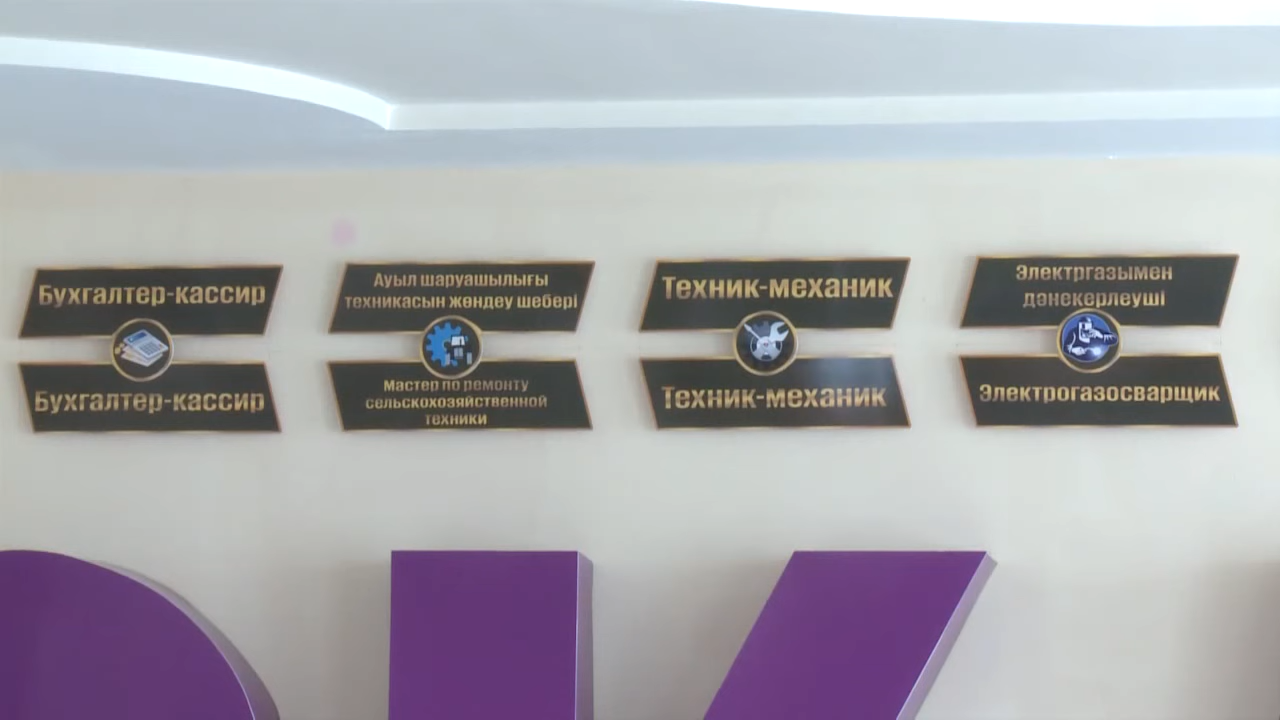 Бухгалтер-кассир
Бухгалтер-кассир
Ауыл шаруашылығы
техникасын жөндеу шебері
Мастер по ремонту
сельскохозяйственной
техники
Техник-механик
Техник-механик
Электргазымен
дәнекерлеуші
Электрогазосварщик